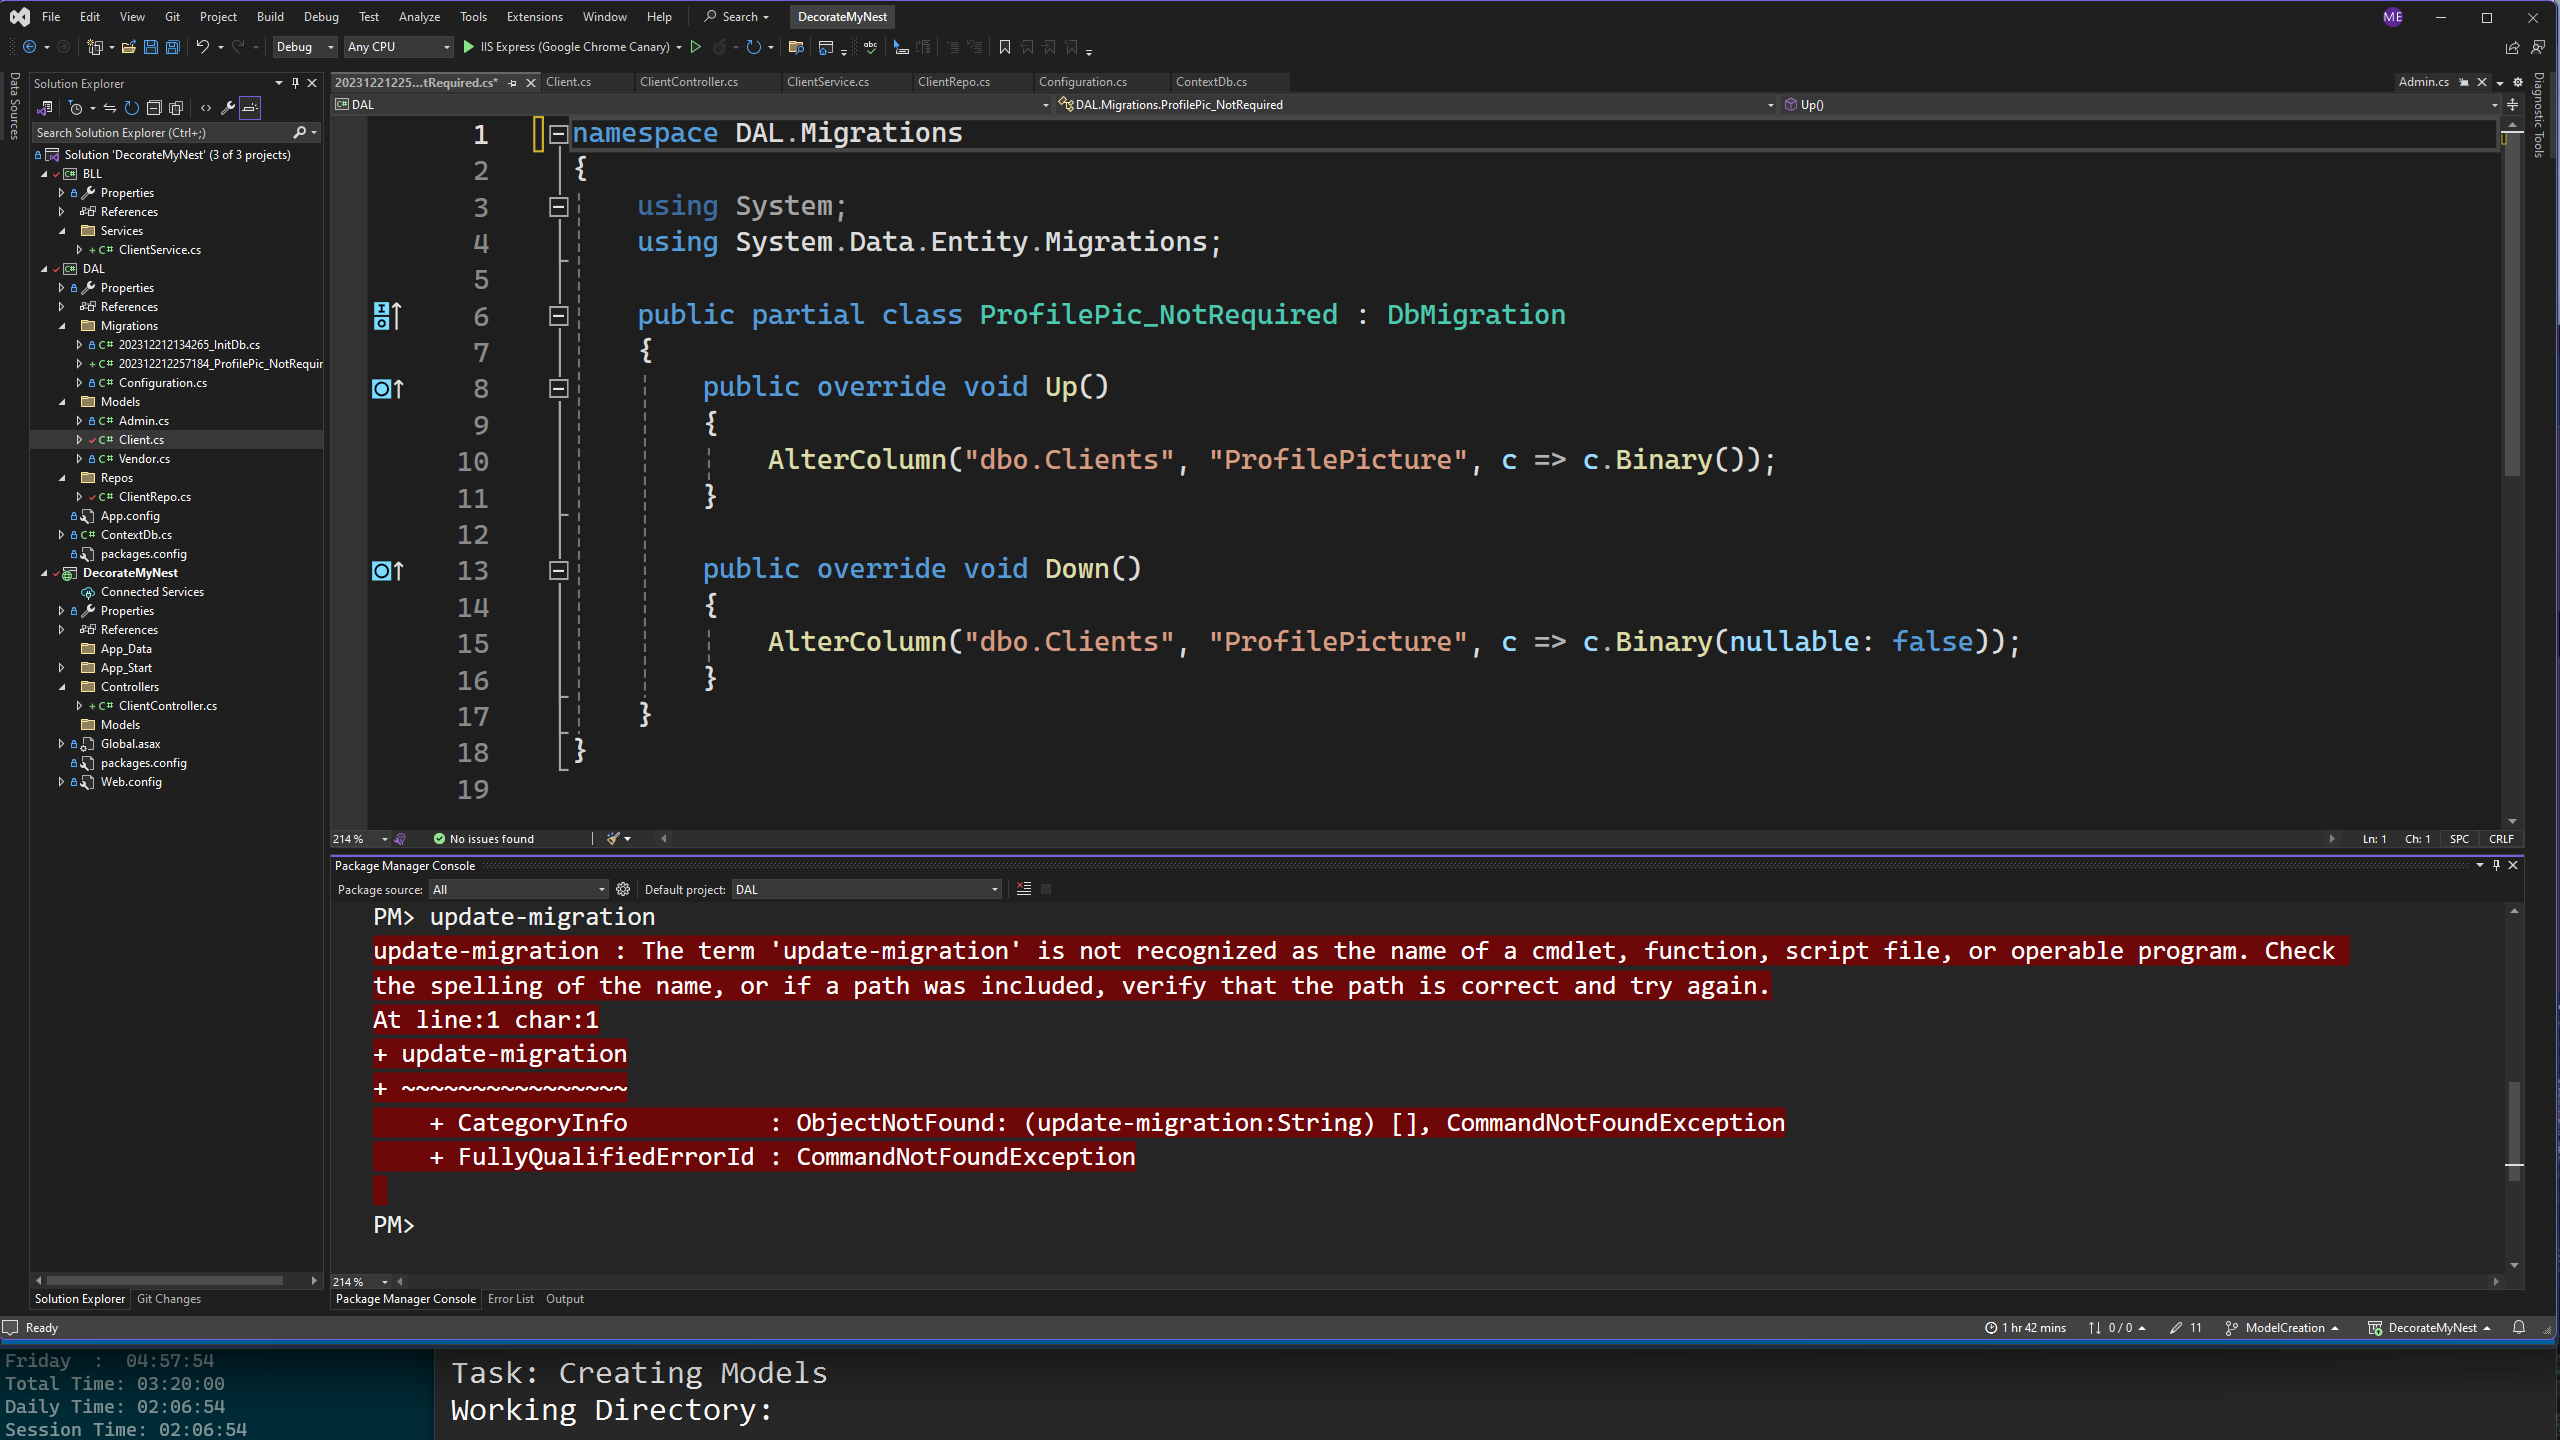 File Edit View Git Project Build Debug Test Analyze Tools Extensions Window Help Search DecorateMyNest ME
Debug Any CPU IIS Express (Google Chrome Canary)
Data Sources
Solution Explorer
Search Solution Explorer (Ctrl+;)
Solution 'DecorateMyNest' (3 of 3 projects)
BLL
Properties
References
Services
C# ClientService.cs
DAL
Properties
References
Migrations
C# 202312212134265_InitDb.cs
C# 202312212257184_ProfilePic_NotRequir
C# Configuration.cs
Models
C# Admin.cs
C# Client.cs
C# Vendor.cs
Repos
C# ClientRepo.cs
App.config
C# ContextDb.cs
packages.config
DecorateMyNest
Connected Services
Properties
References
App_Data
App_Start
Controllers
C# ClientController.cs
Models
Global.asax
packages.config
Web.config
Solution Explorer Git Changes
20231221225...tRequired.cs* Client.cs ClientController.cs ClientService.cs ClientRepo.cs Configuration.cs ContextDb.cs Admin.cs
DAL DAL.Migrations.ProfilePic_NotRequired Up()
Diagnostic Tools
1 namespace DAL.Migrations
2 {
3 using System;
4 using System.Data.Entity.Migrations;
5
6 public partial class ProfilePic_NotRequired : DbMigration
7 {
8 public override void Up()
9 {
10 AlterColumn("dbo.Clients", "ProfilePicture", c => c.Binary());
11 }
12
13 public override void Down()
14 {
15 AlterColumn("dbo.Clients", "ProfilePicture", c => c.Binary(nullable: false));
16 }
17 }
18 }
19
214 % No issues found Ln: 1 Ch: 1 SPC CRLF
Package Manager Console
Package source: All Default project: DAL
PM> update-migration
update-migration : The term 'update-migration' is not recognized as the name of a cmdlet, function, script file, or operable program. Check
the spelling of the name, or if a path was included, verify that the path is correct and try again.
At line:1 char:1
+ update-migration
+ ~~~~~~~~~~~~~~~~
+ CategoryInfo : ObjectNotFound: (update-migration:String) [], CommandNotFoundException
+ FullyQualifiedErrorId : CommandNotFoundException
PM>
214 %
Package Manager Console Error List Output
Ready 1 hr 42 mins 0 / 0 11 ModelCreation DecorateMyNest
Friday : 04:57:54
Total Time: 03:20:00
Daily Time: 02:06:54
Session Time: 02:06:54
Task: Creating Models
Working Directory: